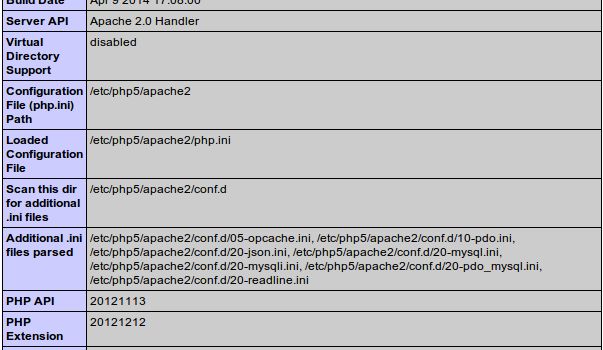 Build Date Apr 9 2014 17:08:00
Server API Apache 2.0 Handler
Virtual disabled
Directory
Support
Configuration /etc/php5/apache2
File (php.ini)
Path
Loaded /etc/php5/apache2/php.ini
Configuration
File
Scan this dir /etc/php5/apache2/conf.d
for additional
.ini files
Additional .ini /etc/php5/apache2/conf.d/05-opcache.ini, /etc/php5/apache2/conf.d/10-pdo.ini,
files parsed /etc/php5/apache2/conf.d/20-json.ini, /etc/php5/apache2/conf.d/20-mysql.ini,
/etc/php5/apache2/conf.d/20-mysqli.ini, /etc/php5/apache2/conf.d/20-pdo_mysql.ini,
/etc/php5/apache2/conf.d/20-readline.ini
PHP API 20121113
PHP 20121212
Extension